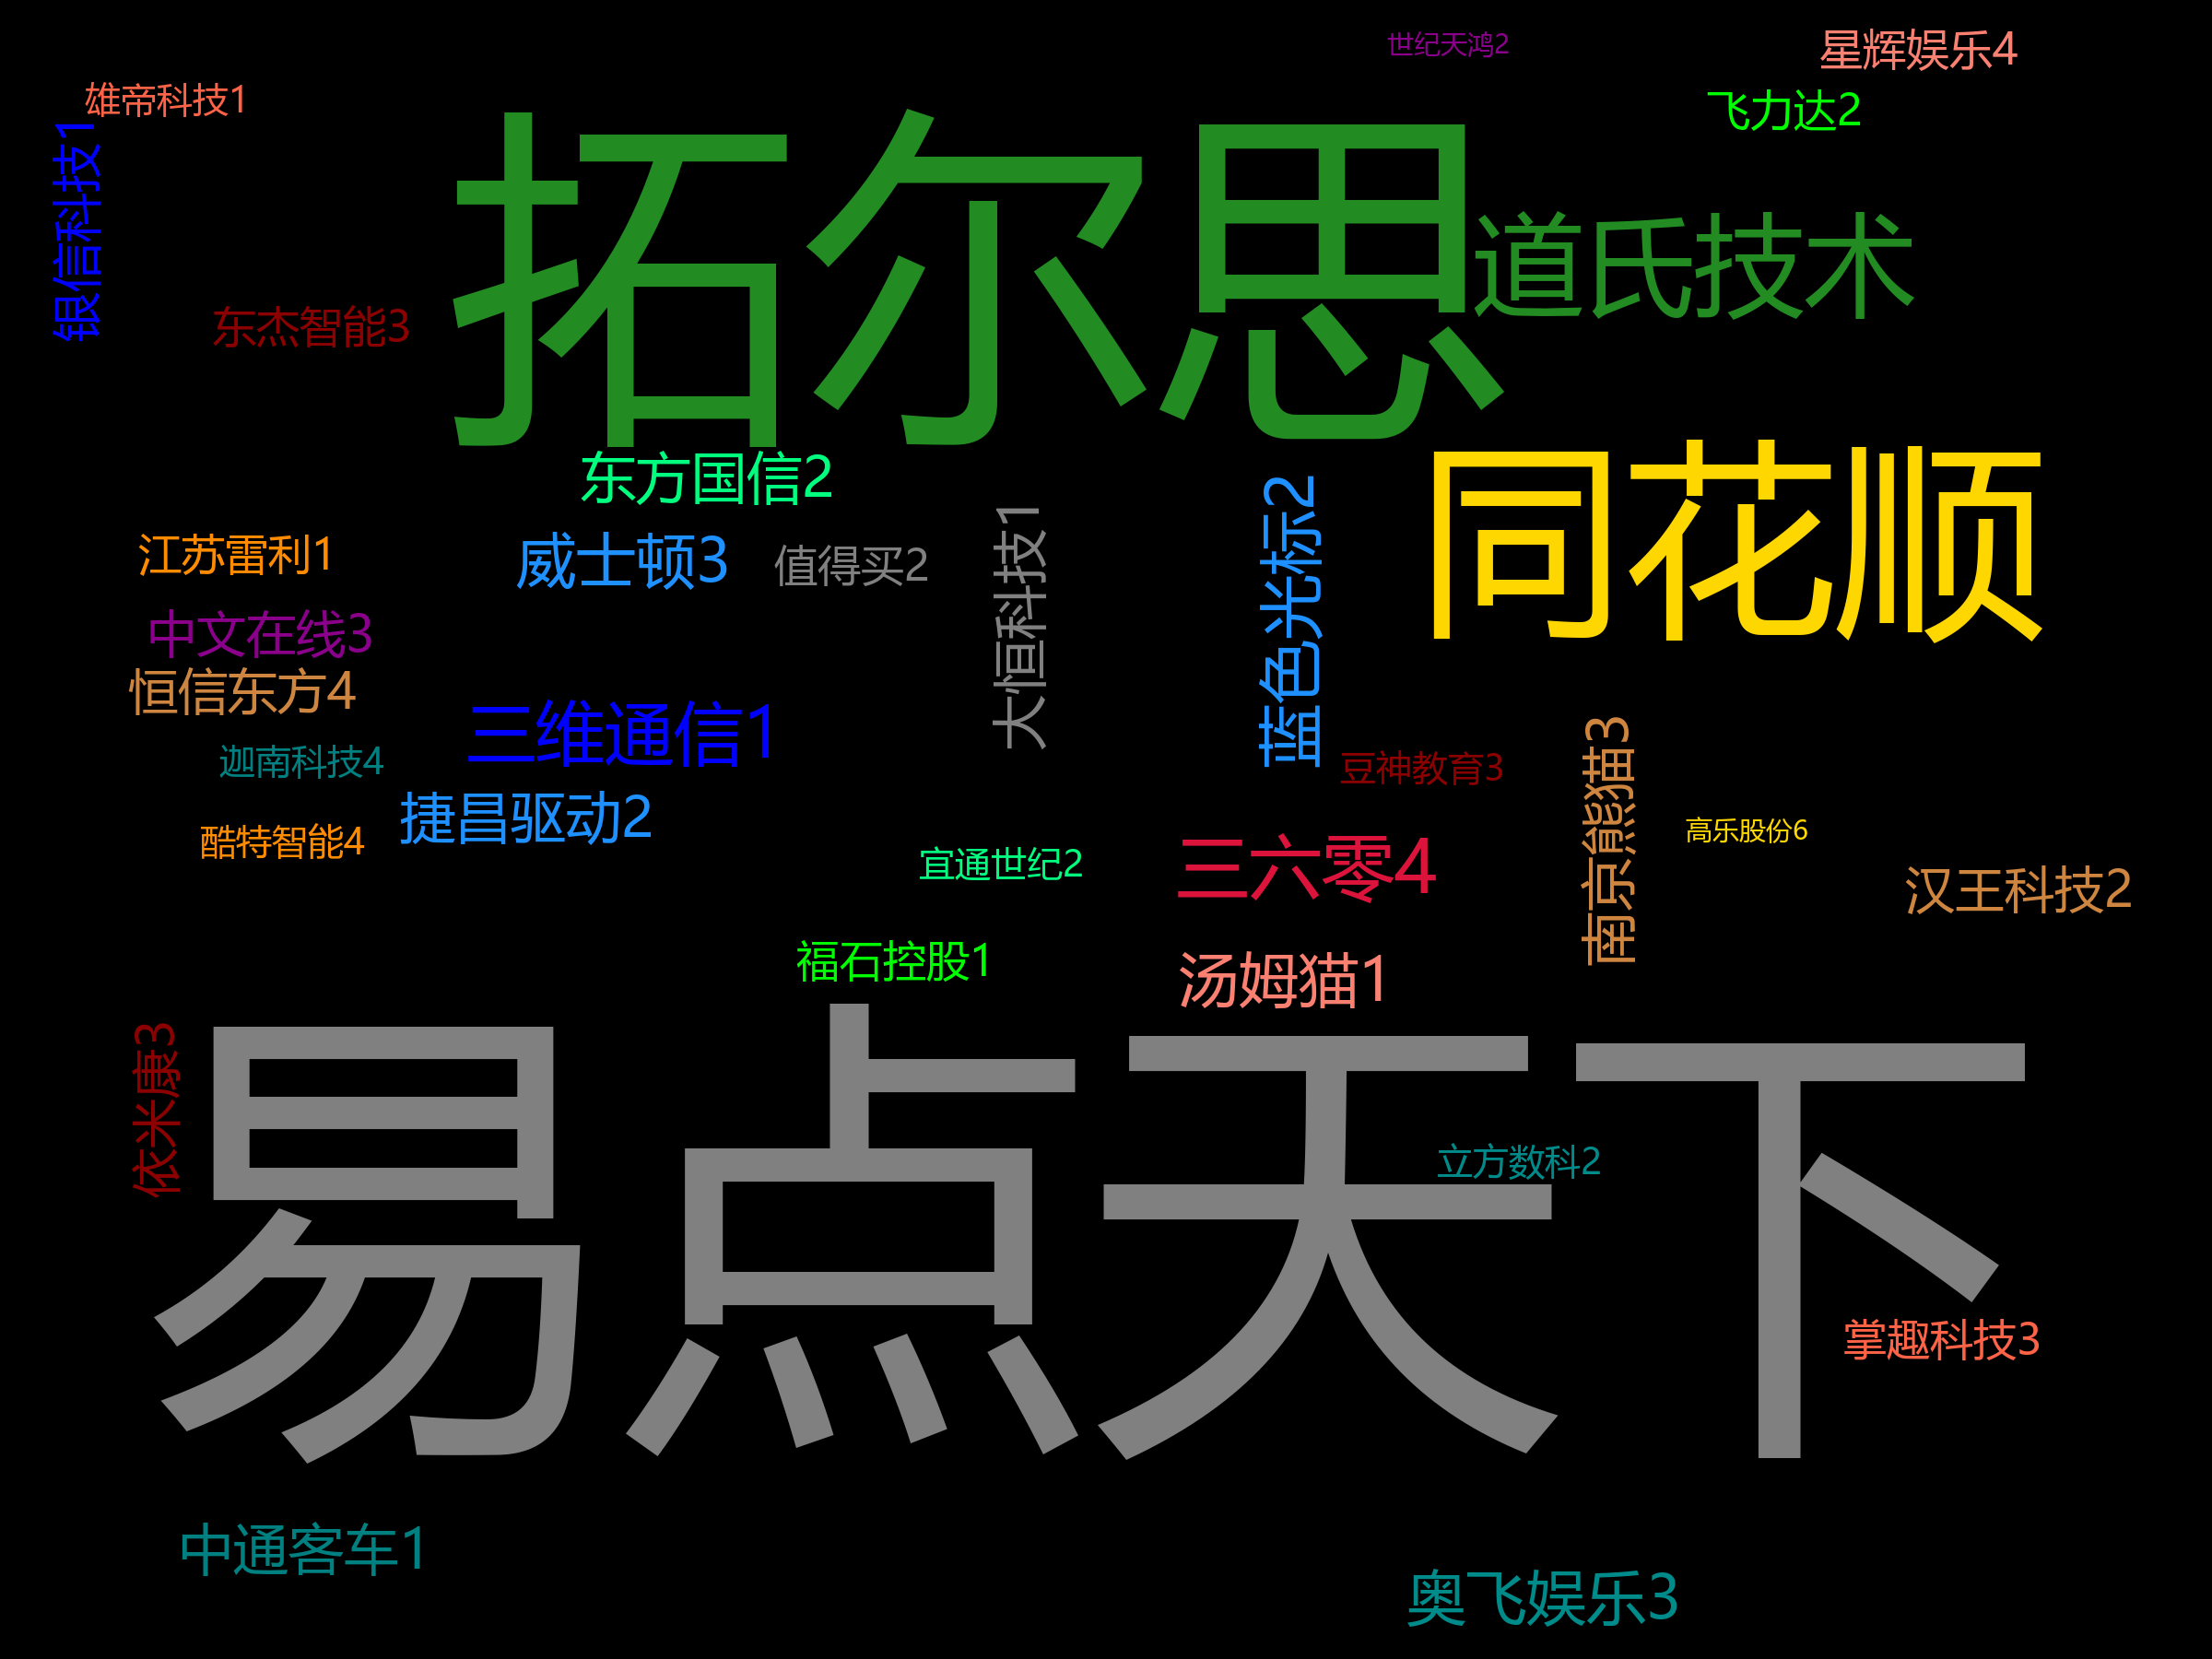 世纪天鸿2
星辉娱乐4
雄帝科技1
飞力达2
银信科技1
拓尔思
道氏技术
东杰智能3
东方国信2
同花顺
江苏雷利1
威士顿3
值得买2
大恒科技1
蓝色光标2
中文在线3
恒信东方4
三维通信1
迦南科技4
豆神教育3
南京熊猫3
捷昌驱动2
酷特智能4
高乐股份6
宜通世纪2
三六零4
汉王科技2
福石控股1
汤姆猫1
依米康3
易点天下
立方数科2
掌趣科技3
中通客车1
奥飞娱乐3